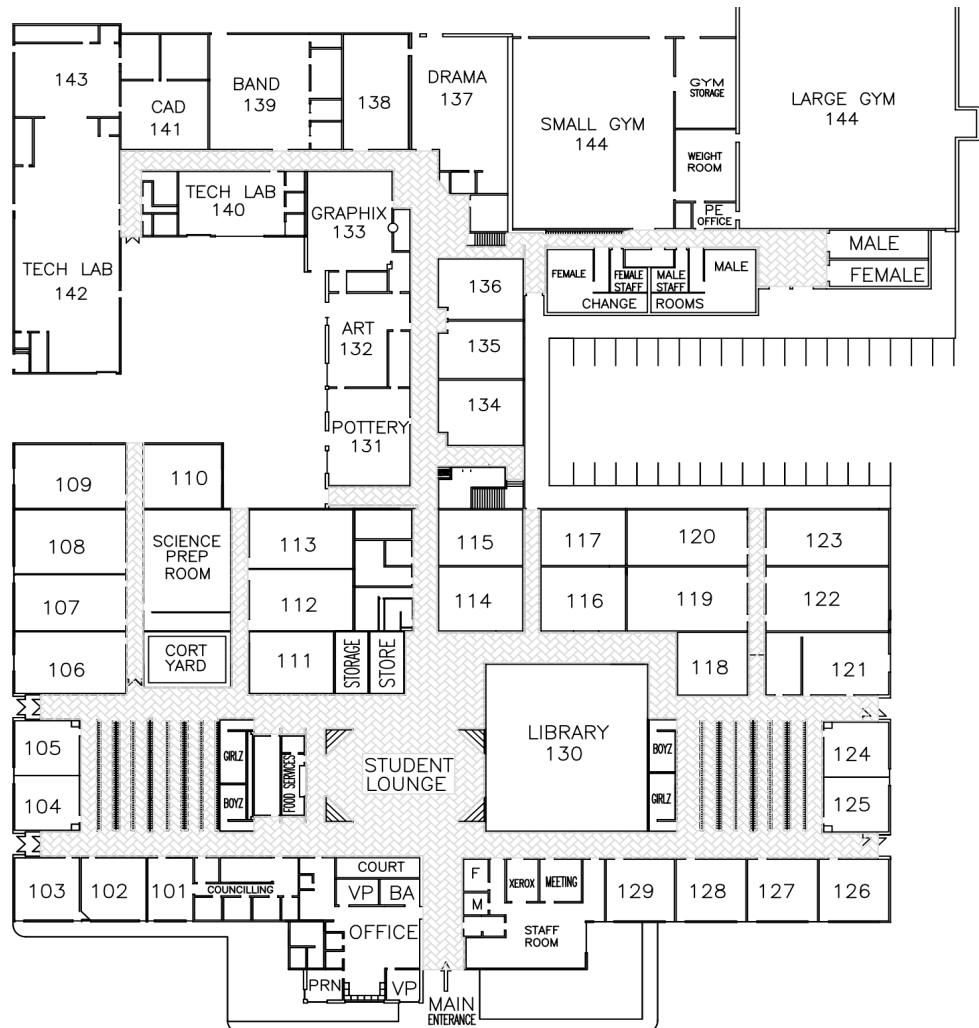 143
CAD
141
BAND
139
138
DRAMA
137
SMALL GYM
144
GYM
STORAGE
LARGE GYM
144
WEIGHT
ROOM
PE
OFFICE
TECH LAB
140
GRAPHIX
133
TECH LAB
142
136
FEMALE
FEMALE
STAFF
MALE
STAFF
MALE
CHANGE
ROOMS
MALE
FEMALE
ART
132
135
134
POTTERY
131
109
110
108
SCIENCE
PREP
ROOM
113
115
117
120
123
107
112
114
116
119
122
106
CORT
YARD
111
STORAGE
STORE
118
121
105
GIRLZ
FOOD SERVICES
STUDENT
LOUNGE
LIBRARY
130
BOYZ
124
104
BOYZ
GIRLZ
125
103
102
101
COUNCILLING
COURT
VP
BA
OFFICE
PRN
VP
F
M
XEROX
MEETING
STAFF
ROOM
129
128
127
126
MAIN
ENTERANCE